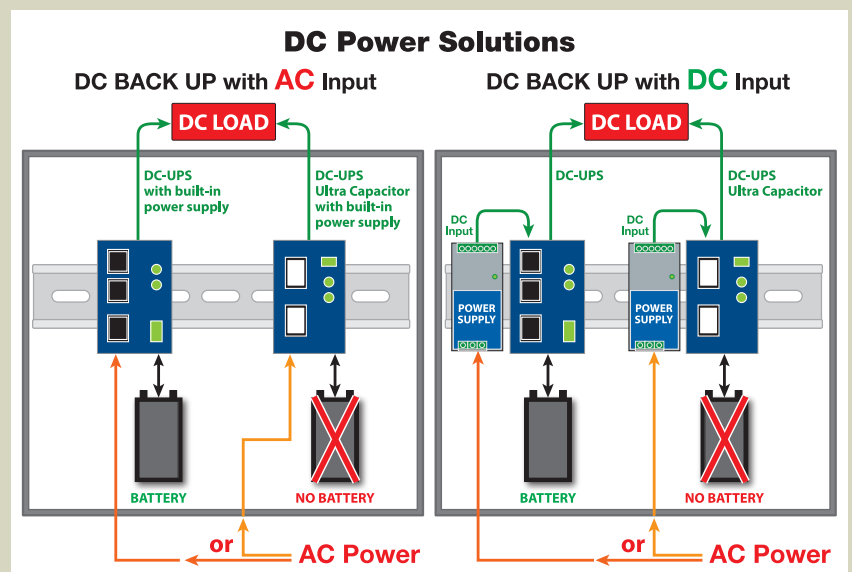 DC Power Solutions
DC BACK UP with AC Input
DC LOAD
DC-UPS
with built-in
power supply
DC-UPS
Ultra Capacitor
with built-in
power supply
BATTERY
NO BATTERY
or
AC Power
DC BACK UP with DC Input
DC LOAD
DC-UPS
DC-UPS
Ultra Capacitor
DC
Input
DC
Input
POWER
SUPPLY
POWER
SUPPLY
BATTERY
NO BATTERY
or
AC Power